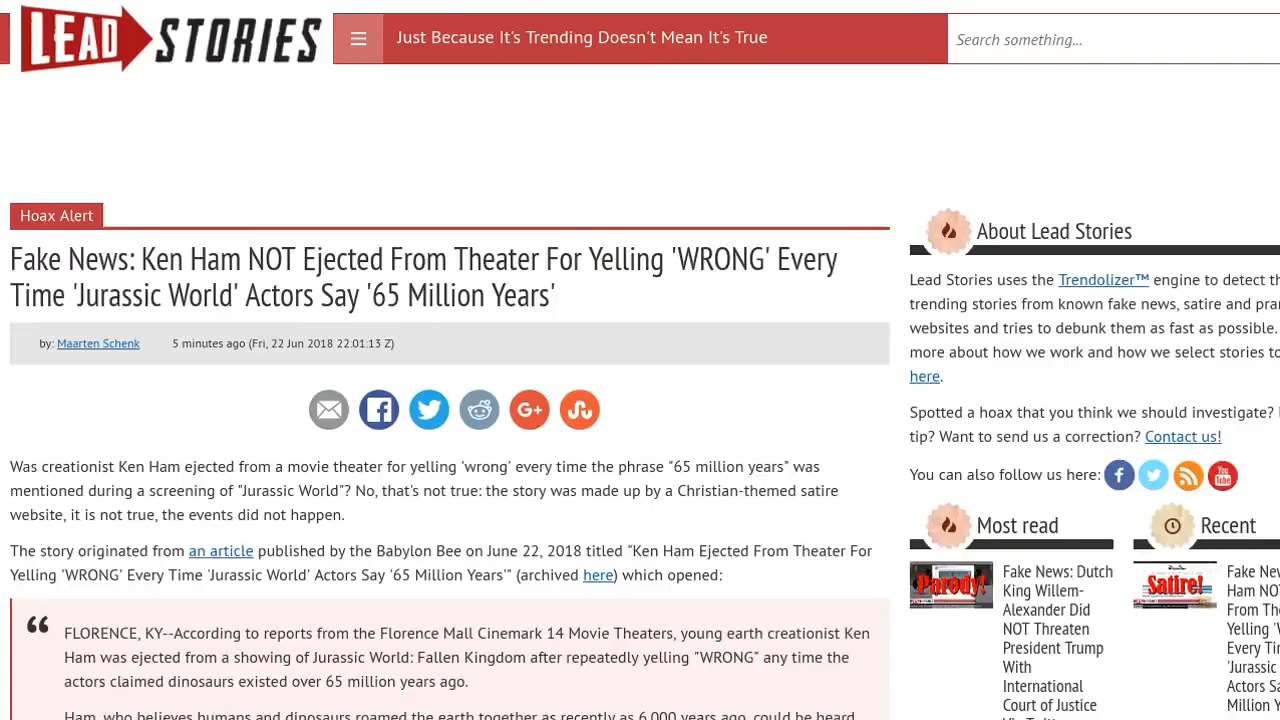 LEAD STORIES
Just Because It's Trending Doesn't Mean It's True
Search something...
Hoax Alert
Fake News: Ken Ham NOT Ejected From Theater For Yelling 'WRONG' Every
Time 'Jurassic World' Actors Say '65 Million Years'
by: Maarten Schenk 5 minutes ago (Fri, 22 Jun 2018 22:01:13 Z)
Was creationist Ken Ham ejected from a movie theater for yelling 'wrong' every time the phrase "65 million years" was
mentioned during a screening of "Jurassic World"? No, that's not true: the story was made up by a Christian-themed satire
website, it is not true, the events did not happen.
The story originated from an article published by the Babylon Bee on June 22, 2018 titled "Ken Ham Ejected From Theater For
Yelling 'WRONG' Every Time 'Jurassic World' Actors Say '65 Million Years'" (archived here) which opened:
FLORENCE, KY--According to reports from the Florence Mall Cinemark 14 Movie Theaters, young earth creationist Ken
Ham was ejected from a showing of Jurassic World: Fallen Kingdom after repeatedly yelling "WRONG" any time the
actors claimed dinosaurs existed over 65 million years ago.
Ham, who believes humans and dinosaurs roamed the earth together as recently as 6,000 years ago, could be heard
About Lead Stories
Lead Stories uses the Trendolizer™ engine to detect th
trending stories from known fake news, satire and pra
websites and tries to debunk them as fast as possible.
more about how we work and how we select stories to
here.
Spotted a hoax that you think we should investigate?
tip? Want to send us a correction? Contact us!
You can also follow us here:
Most read
Parody!
Fake News: Dutch
King Willem-
Alexander Did
NOT Threaten
President Trump
With
International
Court of Justice
Via Twitter
Recent
Satire!
Fake Ne
Ham NO
From Th
Yelling 'W
Every Tin
'Jurassic
Actors Sa
Million Y